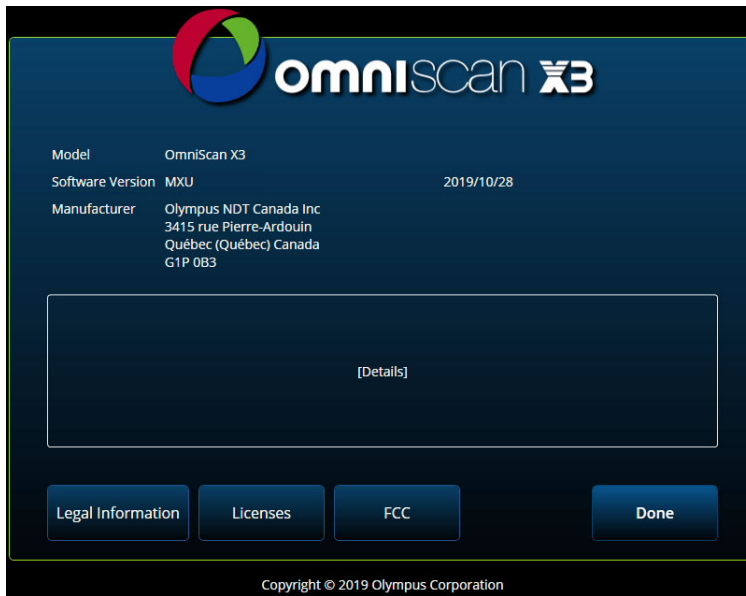 omniscan X3
Model OmniScan X3
Software Version MXU 2019/10/28
Manufacturer Olympus NDT Canada Inc
3415 rue Pierre-Ardouin
Québec (Québec) Canada
G1P 0B3
[Details]
Legal Information Licenses FCC Done
Copyright © 2019 Olympus Corporation